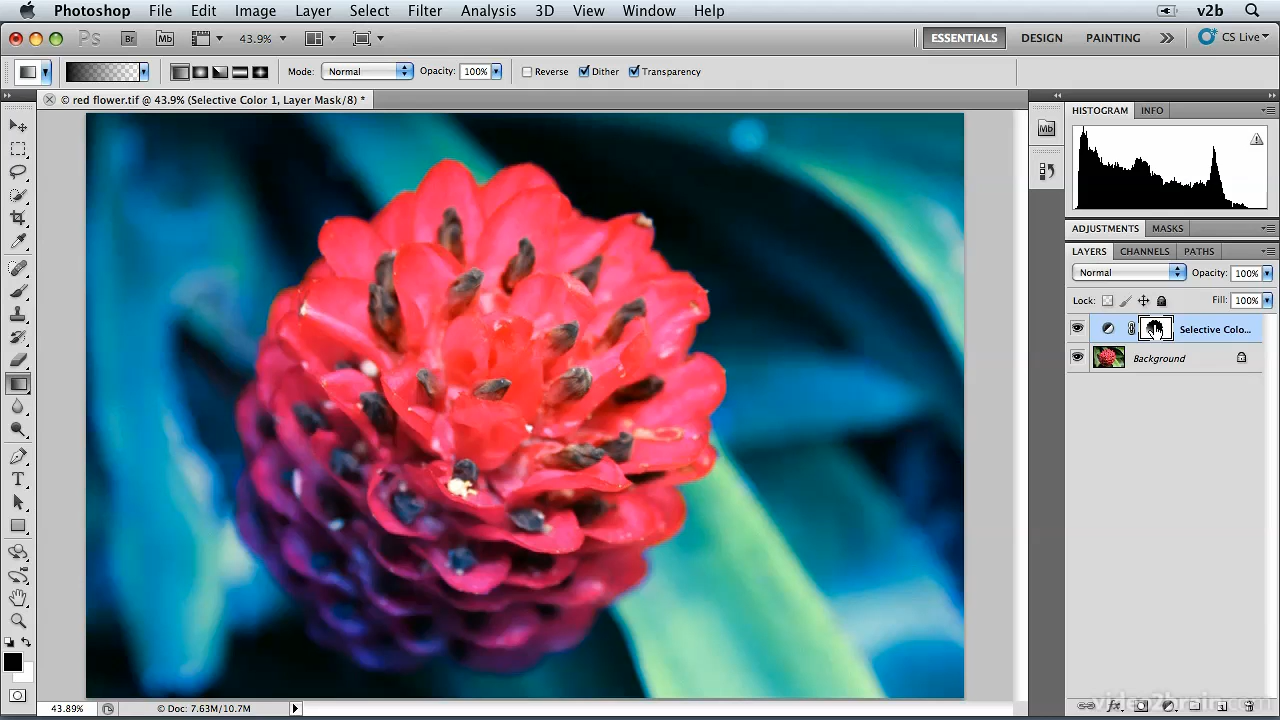 Photoshop File Edit Image Layer Select Filter Analysis 3D View Window Help v2b
Ps Br Mb 43.9% ESSENTIALS DESIGN PAINTING CS Live
Mode: Normal Opacity: 100% Reverse Dither Transparency
© red flower.tif @ 43.9% (Selective Color 1, Layer Mask/8) *
HISTOGRAM INFO
Mb
ADJUSTMENTS MASKS
LAYERS CHANNELS PATHS
Normal Opacity: 100%
Lock: Fill: 100%
Selective Colo...
Background
T
43.89% © Doc: 7.63M/10.7M
video2brain.com